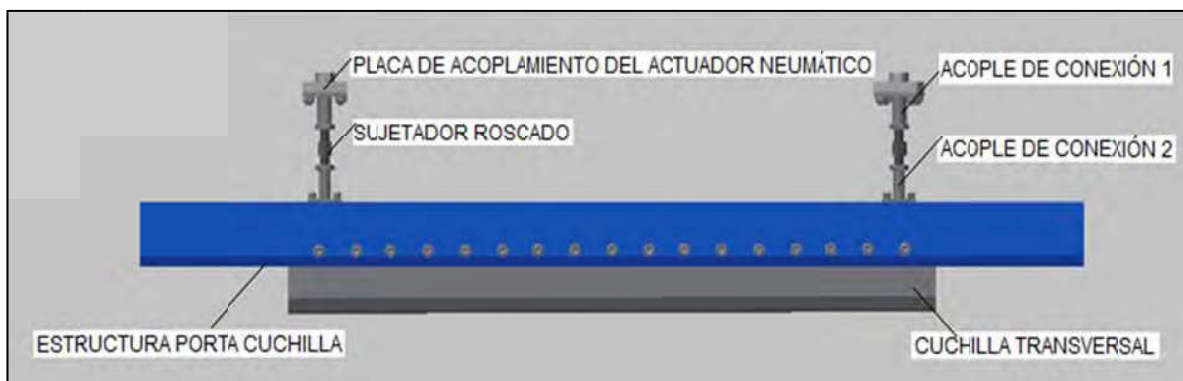 PLACA DE ACOPLAMIENTO DEL ACTUADOR NEUMÁTICO
ACOPLE DE CONEXIÓN 1
SUJETADOR ROSCADO
ACOPLE DE CONEXIÓN 2
ESTRUCTURA PORTA CUCHILLA
CUCHILLA TRANSVERSAL